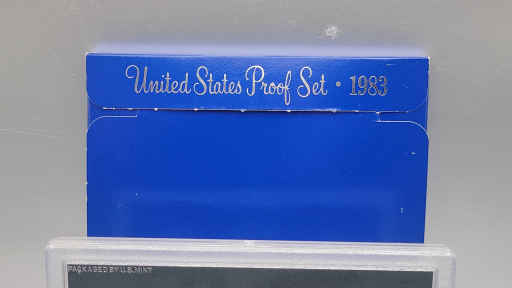 United States Proof Set • 1983
PACKAGED BY U.S. MINT